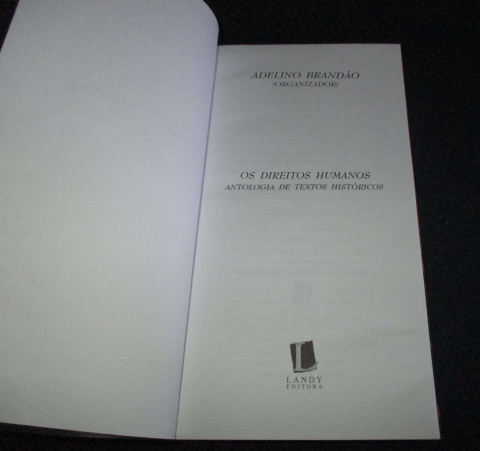 ADELINO BRANDÃO
(ORGANIZADOR)
OS DIREITOS HUMANOS
ANTOLOGIA DE TEXTOS HISTÓRICOS
L
LANDY
EDITORA